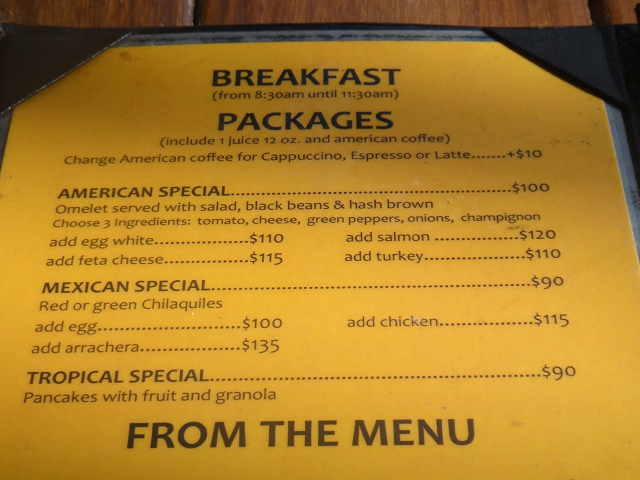 BREAKFAST
(from 8:30am until 11:30am)
PACKAGES
(include 1 juice 12 oz. and american coffee)
Change American coffee for Cappuccino, Espresso or Latte.......+$10
AMERICAN SPECIAL....................................................$100
Omelet served with salad, black beans & hash brown
Choose 3 Ingredients: tomato, cheese, green peppers, onions, champignon
add egg white..................$110 add salmon ..................$120
add feta cheese................$115 add turkey.....................$110
MEXICAN SPECIAL..........................................................$90
Red or green Chilaquiles
add egg...........................$100 add chicken.....................$115
add arrachera...................$135
TROPICAL SPECIAL.........................................................$90
Pancakes with fruit and granola
FROM THE MENU